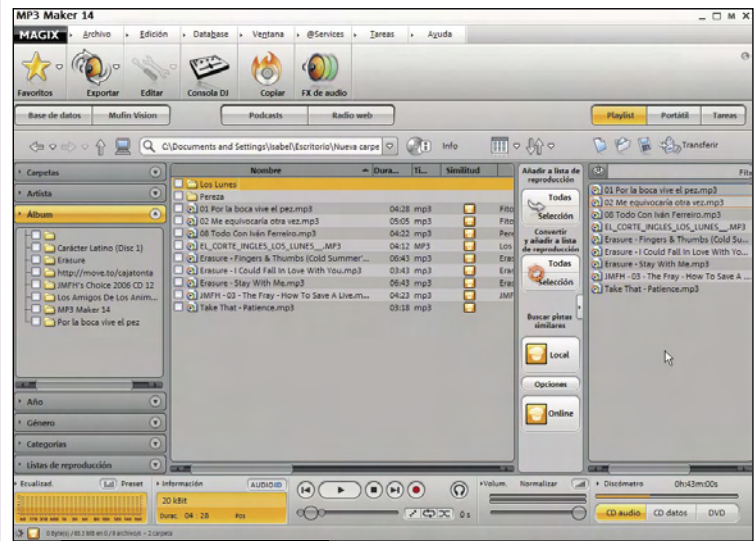 MP3 Maker 14
MAGIX Archivo Edición Database Ventana @Services Tareas Ayuda
Favoritos Exportar Editar Consola DJ Copiar FX de audio
Base de datos Mufin Vision Podcasts Radio web Playlist Portátil Tareas
C:\Documents and Settings\Isabel\Escritorio\Nueva carpe Info Transferir
Carpetas
Artista
Álbum
Carácter Latino (Disc 1)
Erasure
http://move.to/cajatonta
JMFH's Choice 2006 CD 12
Los Amigos De Los Anim...
MP3 Maker 14
Por la boca vive el pez
Año
Género
Categorías
Listas de reproducción
Nombre Dura... Ti... Similitud
Los Lunes
Pereza
01 Por la boca vive el pez.mp3 04:28 mp3 Fito
02 Me equivocaría otra vez.mp3 05:05 mp3 Fito
08 Todo Con Iván Ferreiro.mp3 04:22 mp3 Pere
EL_CORTE_INGLES_LOS_LUNES__.MP3 04:12 MP3 Los
Erasure - Fingers & Thumbs (Cold Summer'... 06:43 mp3 Eras
Erasure - I Could Fall In Love With You.mp3 03:43 mp3 Eras
Erasure - Stay With Me.mp3 06:43 mp3 Eras
JMFH - 03 - The Fray - How To Save A Live.m... 04:23 mp3 JMF
Take That - Patience.mp3 03:18 mp3
Añadir a lista de
reproducción
Todas
Selección
Convertir
y añadir a lista
de reproducción
Todas
Selección
Buscar pistas
similares
Local
Opciones
Online
Fito
01 Por la boca vive el pez.mp3
02 Me equivocaría otra vez.mp3
08 Todo Con Iván Ferreiro.mp3
EL_CORTE_INGLES_LOS_LUNES__.MP3
Erasure - Fingers & Thumbs (Cold Su...
Erasure - I Could Fall In Love With Yo...
Erasure - Stay With Me.mp3
JMFH - 03 - The Fray - How To Save A ...
Take That - Patience.mp3
Ecualizad. Preset Información AUDIOID Volum. Normalizar Discómetro 0h:43m:00s
20 kBit
Durac. 04 : 28 Pos
0 s
CD audio CD datos DVD